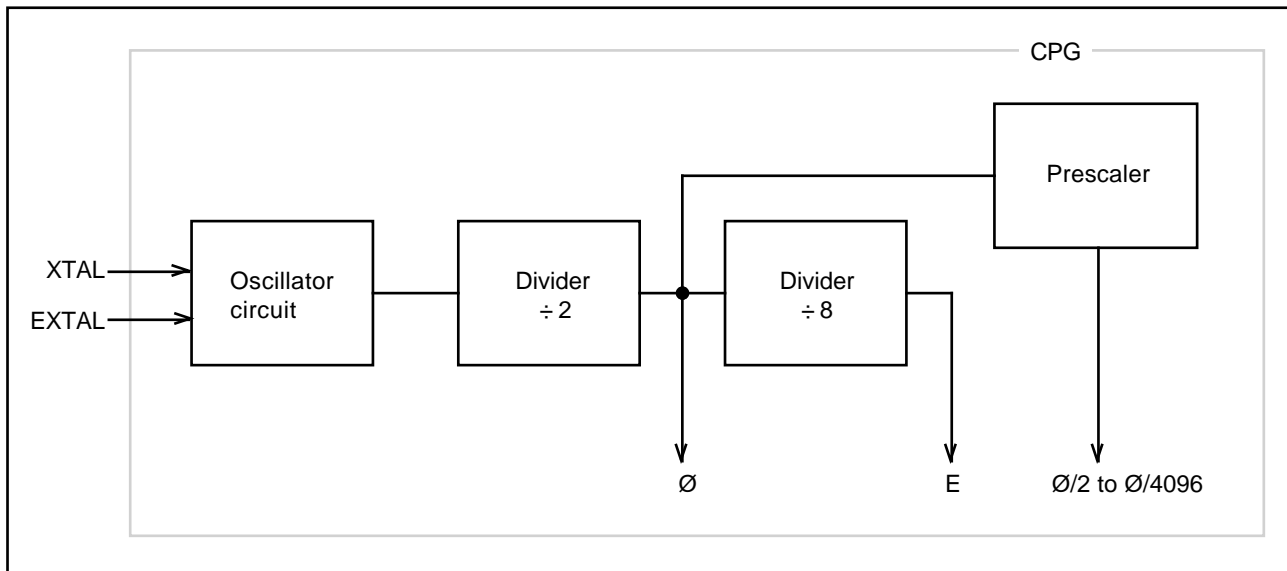 CPG
Prescaler
XTAL
EXTAL
Oscillator
circuit
Divider
÷ 2
Divider
÷ 8
Ø
E
Ø/2 to Ø/4096